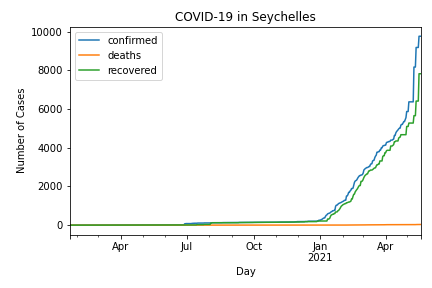 COVID-19 in Seychelles
confirmed
deaths
recovered
Number of Cases
10000
8000
6000
4000
2000
0
Apr
Jul
Oct
Jan
2021
Apr
Day